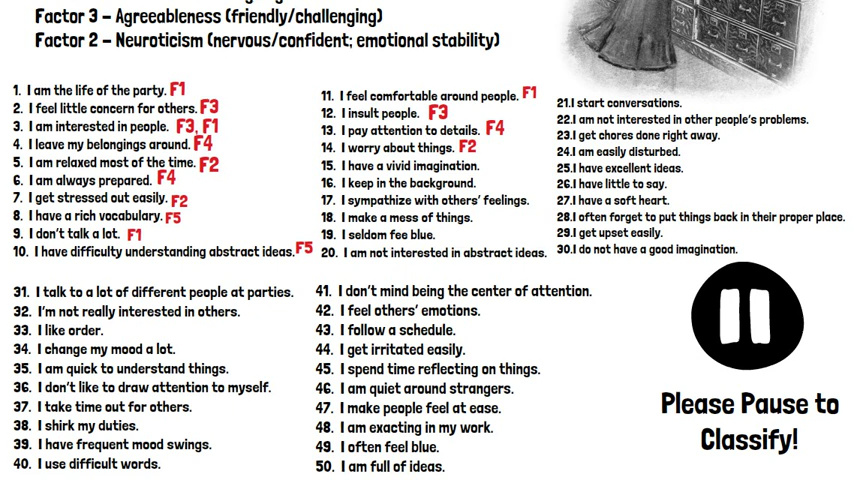 Factor 3 – Agreeableness (friendly/challenging)
Factor 2 – Neuroticism (nervous/confident; emotional stability)
1. I am the life of the party. F1
2. I feel little concern for others. F3
3. I am interested in people. F3, F1
4. I leave my belongings around. F4
5. I am relaxed most of the time. F2
6. I am always prepared. F4
7. I get stressed out easily. F2
8. I have a rich vocabulary. F5
9. I don't talk a lot. F1
10. I have difficulty understanding abstract ideas. F5
11. I feel comfortable around people. F1
12. I insult people. F3
13. I pay attention to details. F4
14. I worry about things. F2
15. I have a vivid imagination.
16. I keep in the background.
17. I sympathize with others' feelings.
18. I make a mess of things.
19. I seldom fee blue.
20. I am not interested in abstract ideas.
21.I start conversations.
22.I am not interested in other people's problems.
23.I get chores done right away.
24.I am easily disturbed.
25.I have excellent ideas.
26.I have little to say.
27.I have a soft heart.
28.I often forget to put things back in their proper place.
29.I get upset easily.
30.I do not have a good imagination.
31. I talk to a lot of different people at parties.
32. I'm not really interested in others.
33. I like order.
34. I change my mood a lot.
35. I am quick to understand things.
36. I don't like to draw attention to myself.
37. I take time out for others.
38. I shirk my duties.
39. I have frequent mood swings.
40. I use difficult words.
41. I don't mind being the center of attention.
42. I feel others' emotions.
43. I follow a schedule.
44. I get irritated easily.
45. I spend time reflecting on things.
46. I am quiet around strangers.
47. I make people feel at ease.
48. I am exacting in my work.
49. I often feel blue.
50. I am full of ideas.
Please Pause to
Classify!